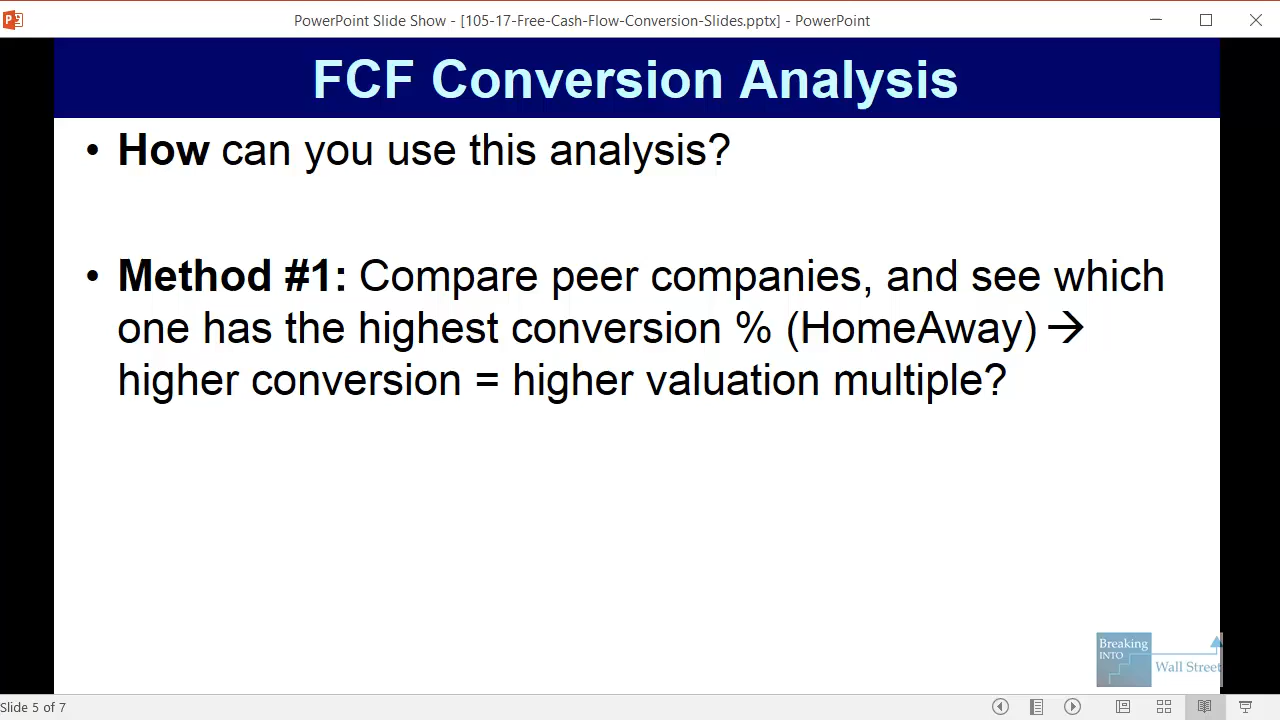 PowerPoint Slide Show - [105-17-Free-Cash-Flow-Conversion-Slides.pptx] - PowerPoint
FCF Conversion Analysis
• How can you use this analysis?
• Method #1: Compare peer companies, and see which
one has the highest conversion % (HomeAway) →
higher conversion = higher valuation multiple?
Breaking
INTO
Wall Street
Slide 5 of 7